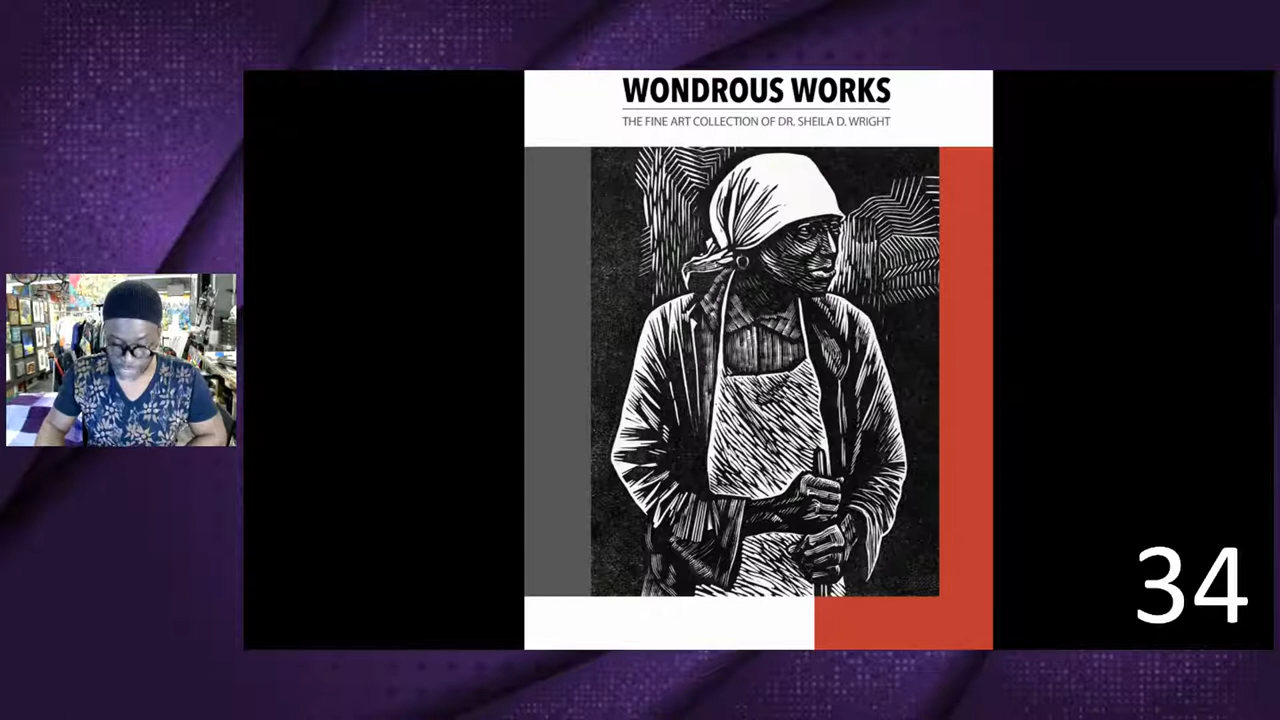 WONDROUS WORKS
THE FINE ART COLLECTION OF DR. SHEILA D. WRIGHT
34